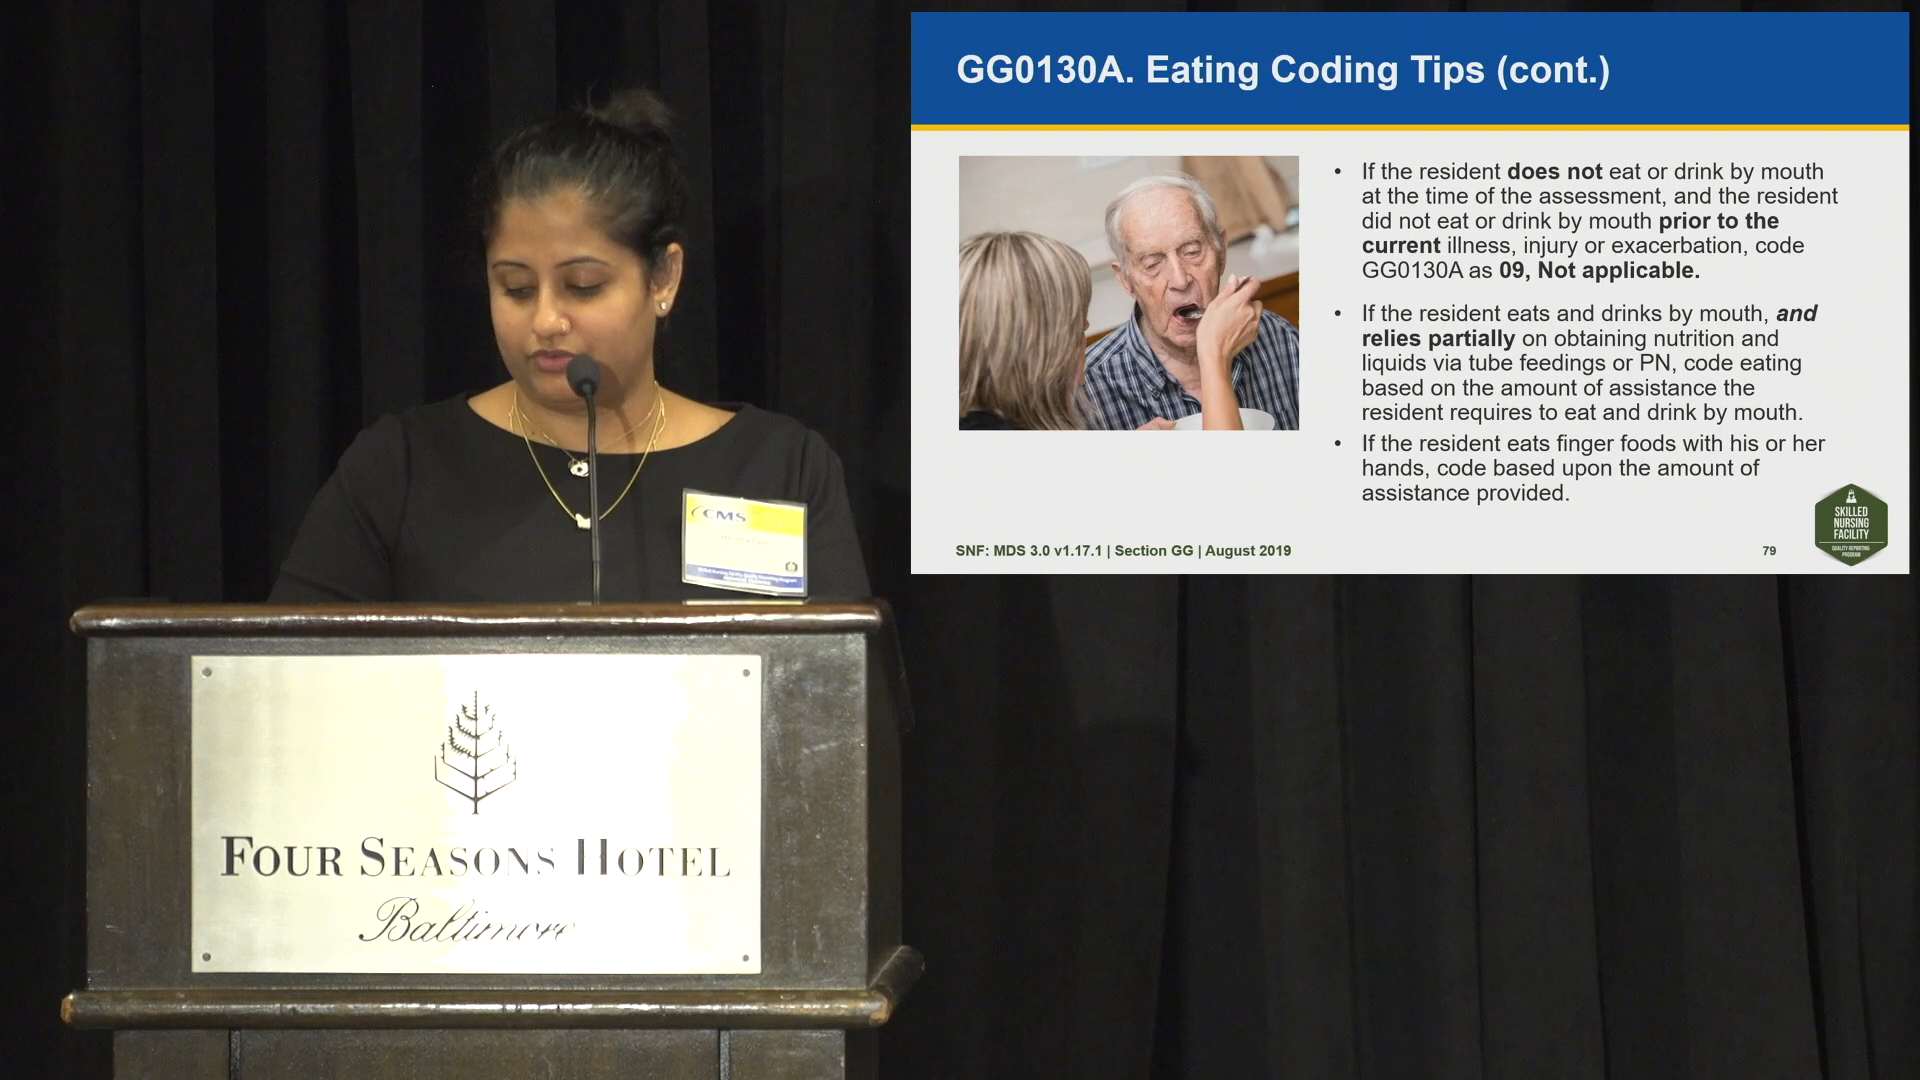 GG0130A. Eating Coding Tips (cont.)
• If the resident does not eat or drink by mouth
at the time of the assessment, and the resident
did not eat or drink by mouth prior to the
current illness, injury or exacerbation, code
GG0130A as 09, Not applicable.
• If the resident eats and drinks by mouth, and
relies partially on obtaining nutrition and
liquids via tube feedings or PN, code eating
based on the amount of assistance the
resident requires to eat and drink by mouth.
• If the resident eats finger foods with his or her
hands, code based upon the amount of
assistance provided.
SNF: MDS 3.0 v1.17.1 | Section GG | August 2019
79
SKILLED
NURSING
FACILITY
QUALITY REPORTING
PROGRAM
CMS
FOUR SEASONS HOTEL
Baltimore